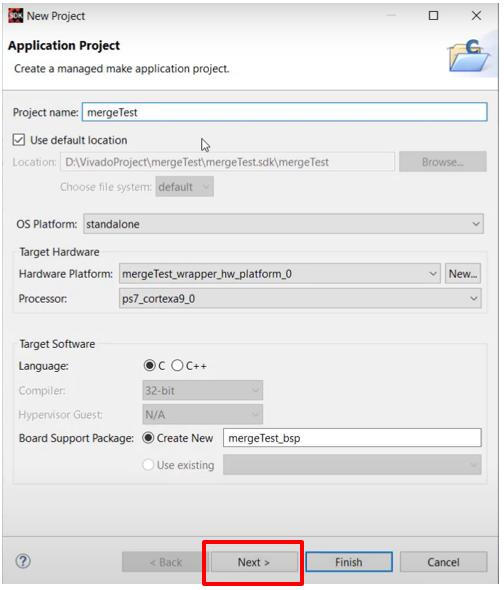 SDK New Project
Application Project
Create a managed make application project.
C
Project name: mergeTest
Use default location
Location: D:\VivadoProject\mergeTest\mergeTest.sdk\mergeTest Browse...
Choose file system: default
OS Platform: standalone
Target Hardware
Hardware Platform: mergeTest_wrapper_hw_platform_0 New...
Processor: ps7_cortexa9_0
Target Software
Language: C C++
Compiler: 32-bit
Hypervisor Guest: N/A
Board Support Package: Create New mergeTest_bsp
Use existing
? < Back Next > Finish Cancel